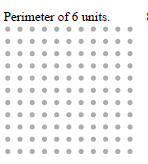 Perimeter of 6 units.